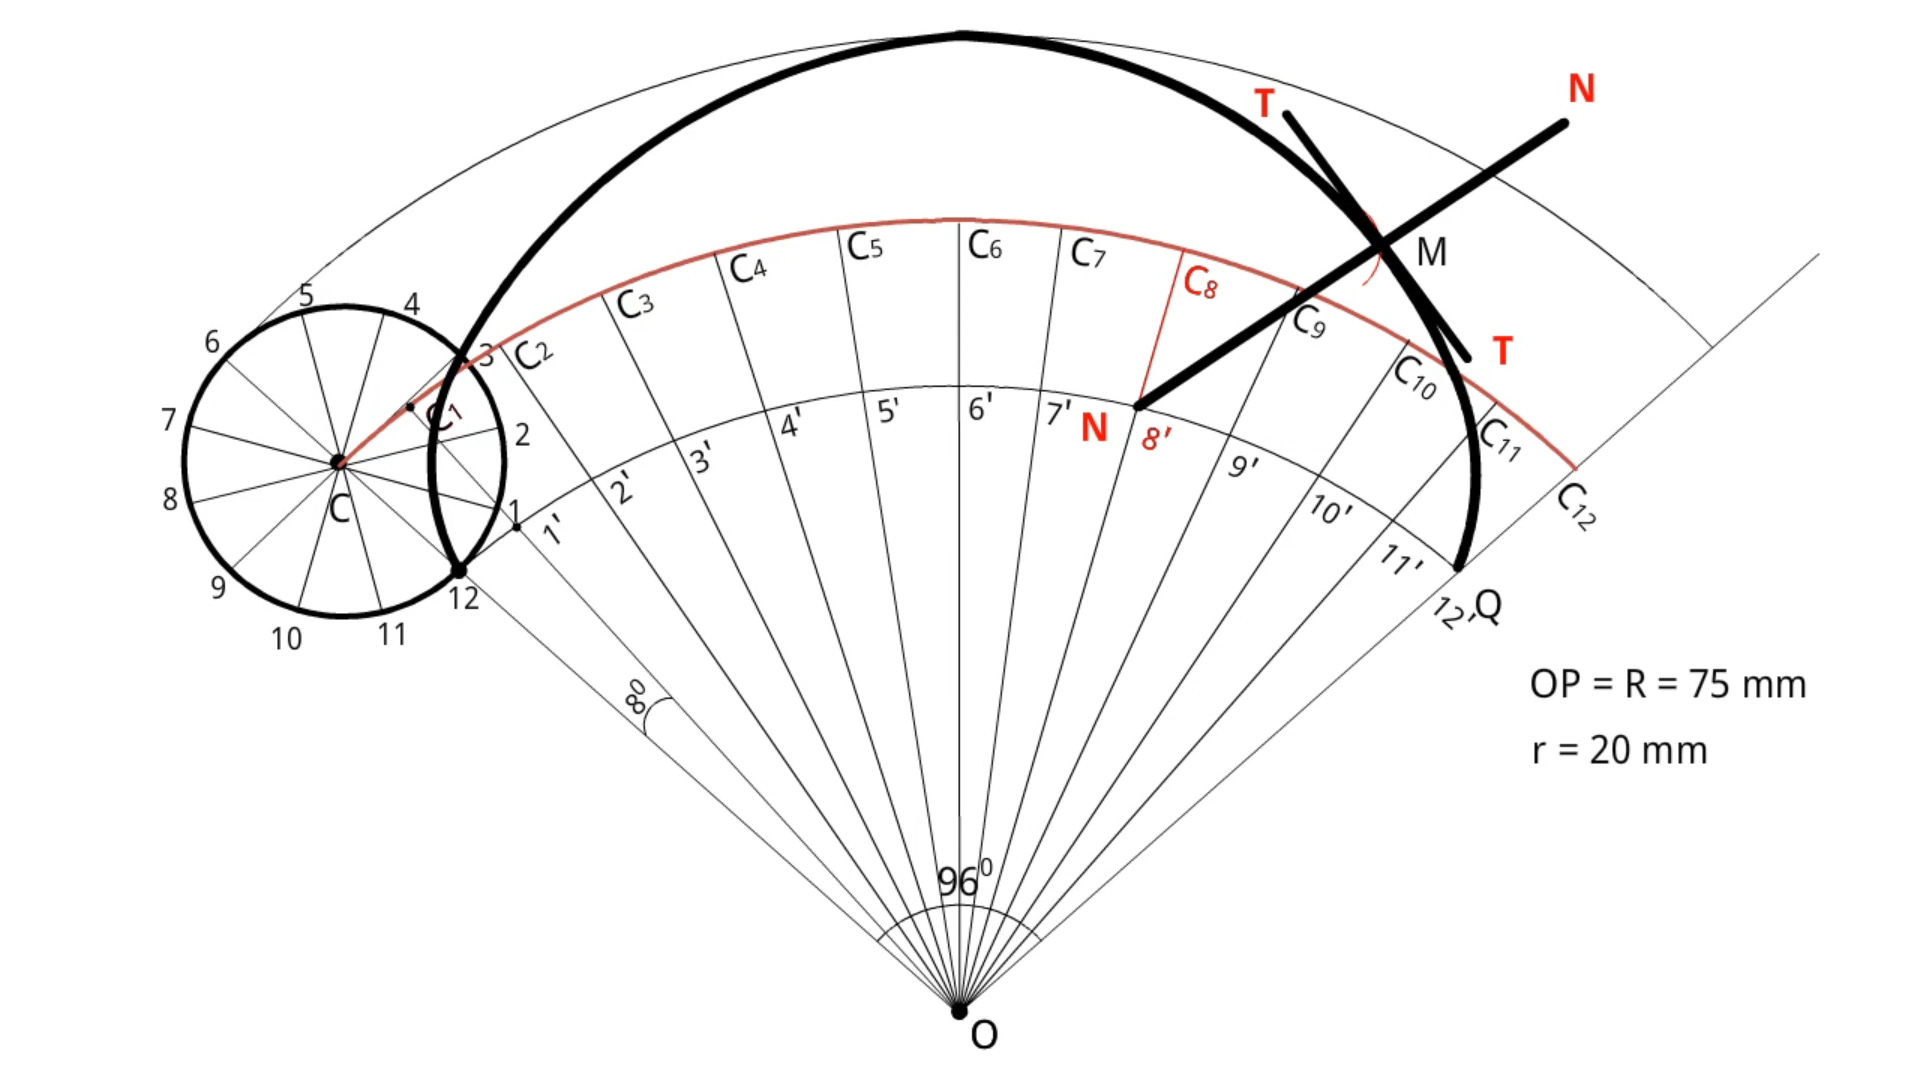 T
N
5
4
6
3
7
2
8
C
1
9
12
10
11
C1
C2
C3
C4
C5
C6
C7
C8
C9
C10
C11
C12
M
T
N
1'
2'
3'
4'
5'
6'
7'
8'
9'
10'
11'
12'
Q
8⁰
96⁰
O
OP = R = 75 mm
r = 20 mm